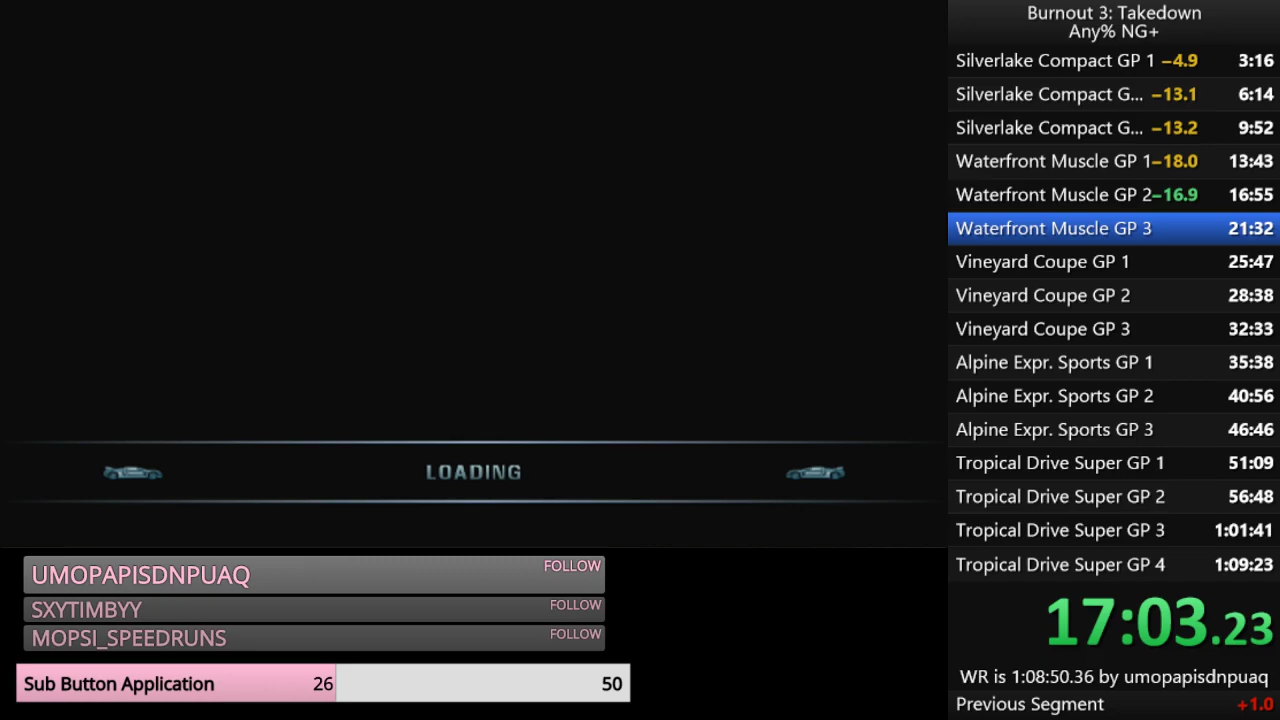 Burnout 3: Takedown
Any% NG+
Silverlake Compact GP 1 −4.9 3:16
Silverlake Compact G... −13.1 6:14
Silverlake Compact G... −13.2 9:52
Waterfront Muscle GP 1−18.0 13:43
Waterfront Muscle GP 2−16.9 16:55
Waterfront Muscle GP 3 21:32
Vineyard Coupe GP 1 25:47
Vineyard Coupe GP 2 28:38
Vineyard Coupe GP 3 32:33
Alpine Expr. Sports GP 1 35:38
Alpine Expr. Sports GP 2 40:56
Alpine Expr. Sports GP 3 46:46
Tropical Drive Super GP 1 51:09
Tropical Drive Super GP 2 56:48
Tropical Drive Super GP 3 1:01:41
Tropical Drive Super GP 4 1:09:23
17:03.23
WR is 1:08:50.36 by umopapisdnpuaq
Previous Segment +1.0
LOADING
UMOPAPISDNPUAQ FOLLOW
SXYTIMBYY FOLLOW
MOPSI_SPEEDRUNS FOLLOW
Sub Button Application 26 50